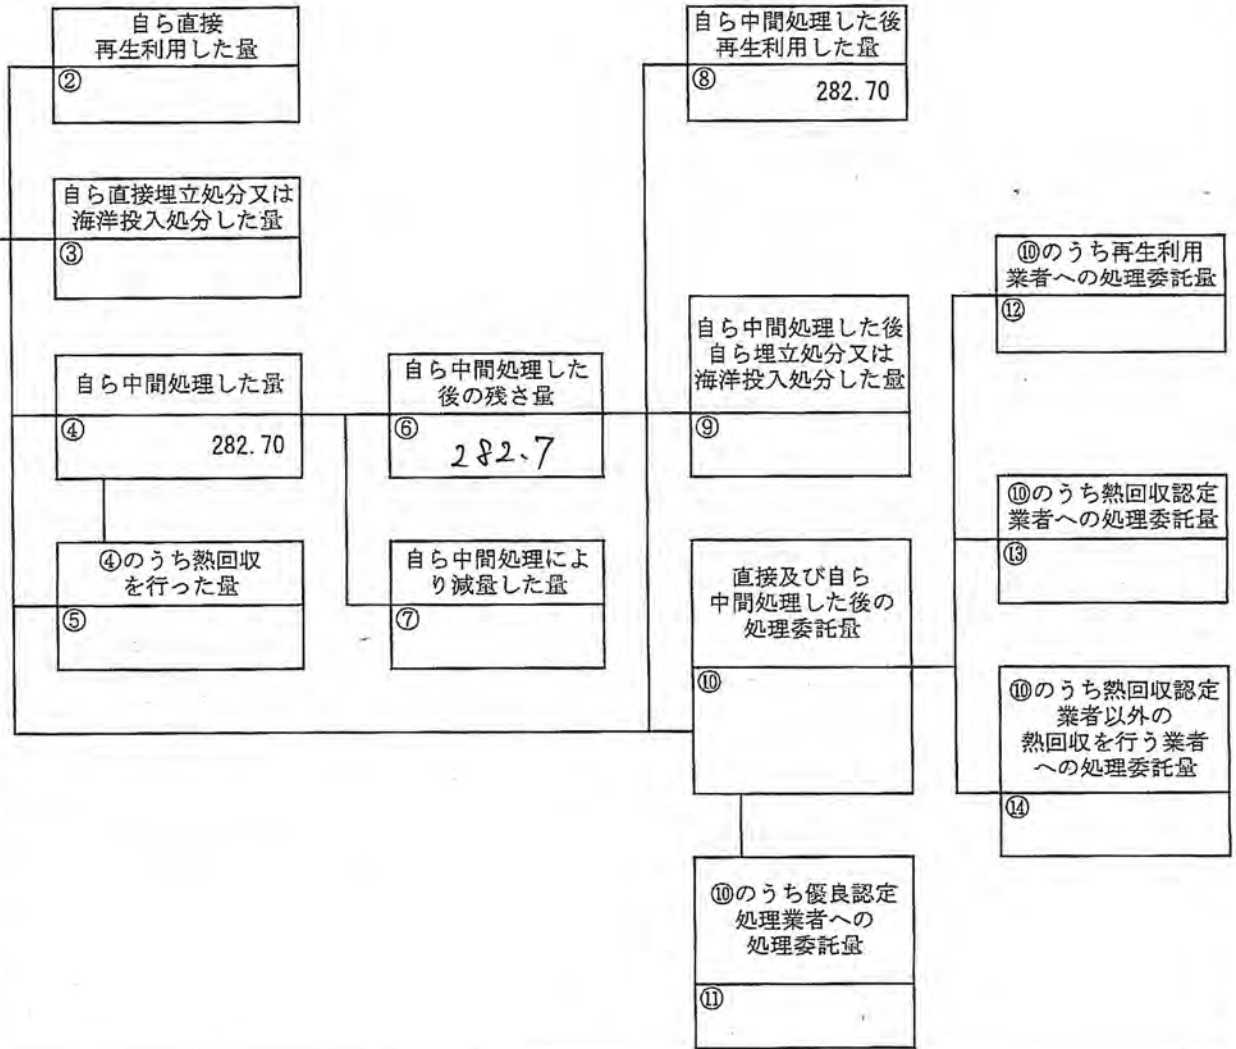 自ら直接
再生利用した量
②
自ら中間処理した後
再生利用した量
⑧
282.70
自ら直接埋立処分又は
海洋投入処分した量
③
⑩のうち再生利用
業者への処理委託量
⑫
自ら中間処理した後
自ら埋立処分又は
海洋投入処分した量
⑨
自ら中間処理した量
④
282.70
自ら中間処理した
後の残さ量
⑥
282.7
⑩のうち熱回収認定
業者への処理委託量
⑬
④のうち熱回収
を行った量
⑤
自ら中間処理によ
り減量した量
⑦
直接及び自ら
中間処理した後の
処理委託量
⑩
⑩のうち熱回収認定
業者以外の
熱回収を行う業者
への処理委託量
⑭
⑩のうち優良認定
処理業者への
処理委託量
⑪